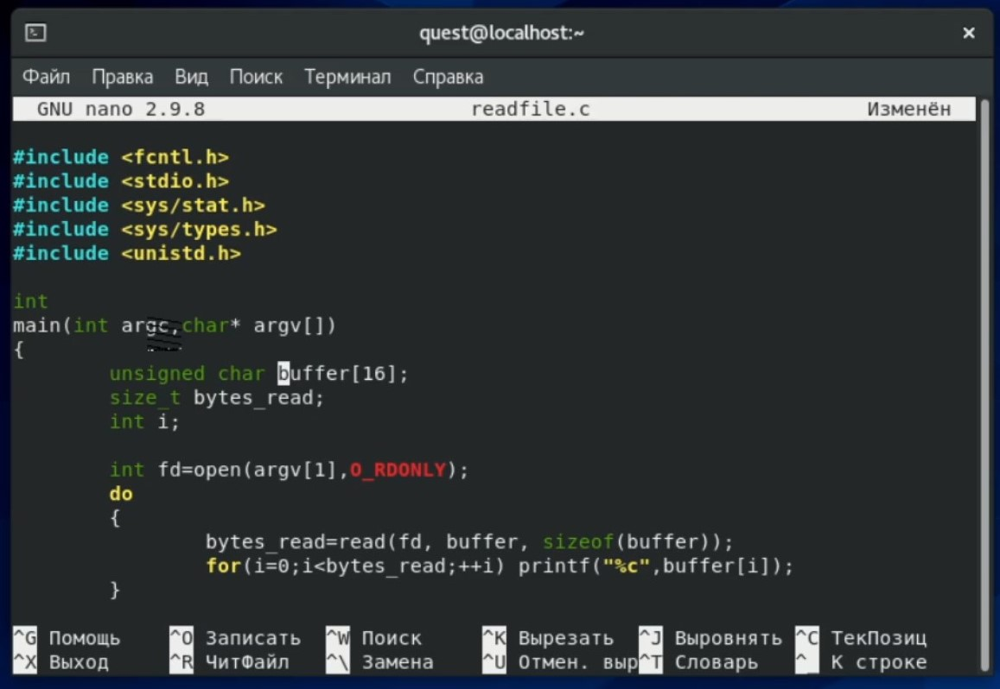 quest@localhost:~ ×
Файл Правка Вид Поиск Терминал Справка
GNU nano 2.9.8 readfile.c Изменён
#include <fcntl.h>
#include <stdio.h>
#include <sys/stat.h>
#include <sys/types.h>
#include <unistd.h>
int
main(int argc,char* argv[])
{
unsigned char buffer[16];
size_t bytes_read;
int i;
int fd=open(argv[1],O_RDONLY);
do
{
bytes_read=read(fd, buffer, sizeof(buffer));
for(i=0;i<bytes_read;++i) printf("%c",buffer[i]);
}
^G Помощь ^O Записать ^W Поиск ^K Вырезать ^J Выровнять ^C ТекПозиц
^X Выход ^R ЧитФайл ^\ Замена ^U Отмен. выр^T Словарь ^_ К строке